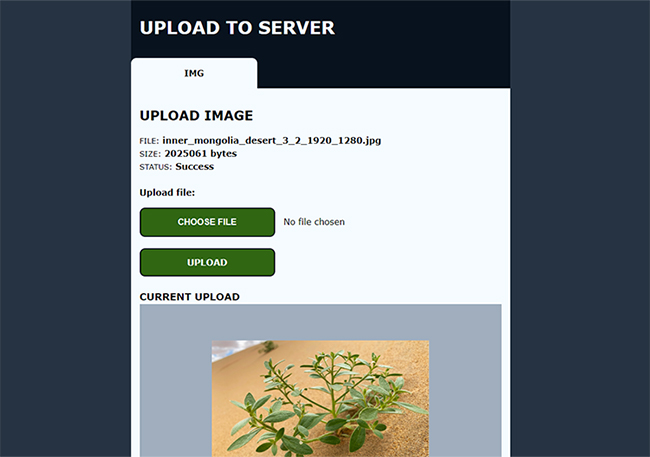 UPLOAD TO SERVER
IMG
UPLOAD IMAGE
FILE: inner_mongolia_desert_3_2_1920_1280.jpg
SIZE: 2025061 bytes
STATUS: Success
Upload file:
CHOOSE FILE No file chosen
UPLOAD
CURRENT UPLOAD